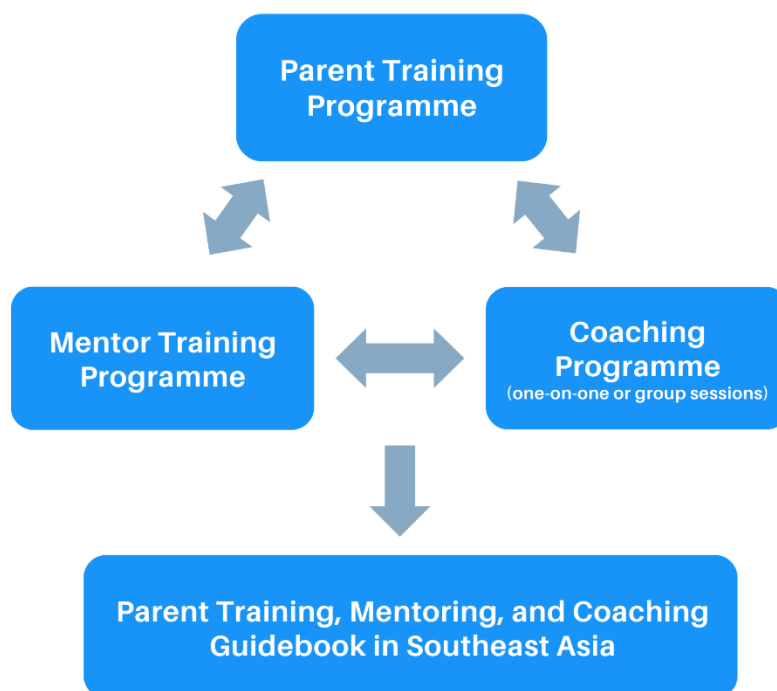 Parent Training
Programme
Mentor Training
Programme
Coaching
Programme
(one-on-one or group sessions)
Parent Training, Mentoring, and Coaching
Guidebook in Southeast Asia